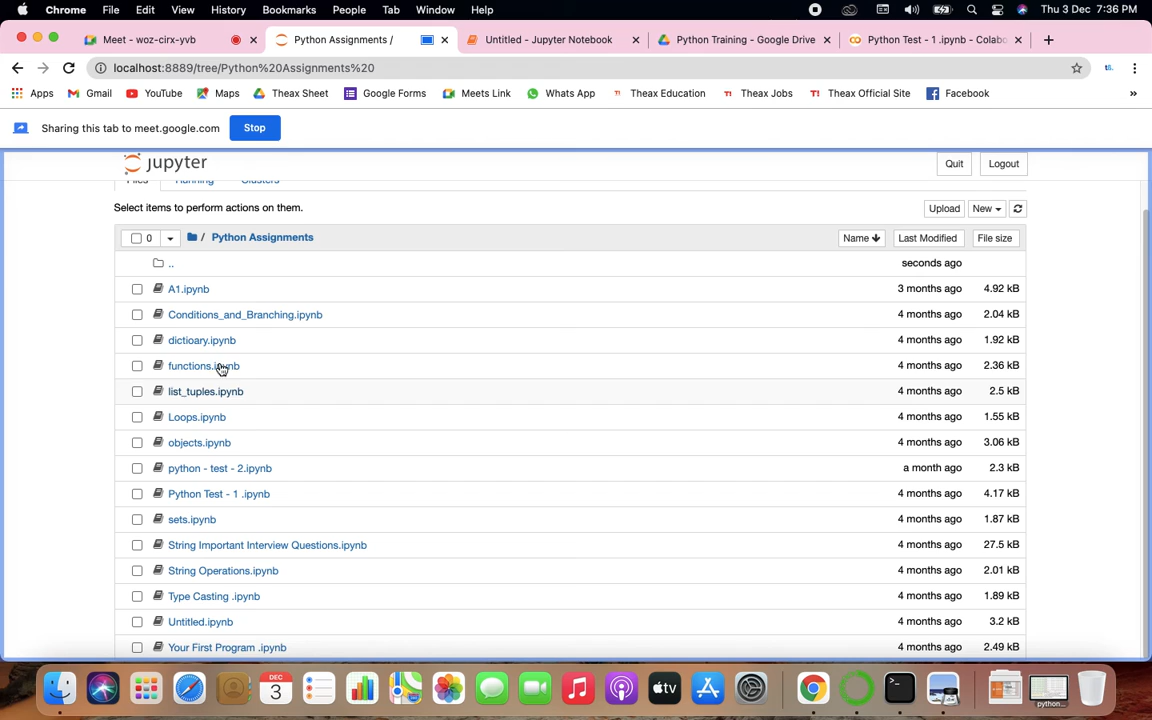 Chrome File Edit View History Bookmarks People Tab Window Help Thu 3 Dec 7:36 PM
Meet - woz-cirx-yvb Python Assignments / Untitled - Jupyter Notebook Python Training - Google Drive Python Test - 1 .ipynb - Colabo
localhost:8889/tree/Python%20Assignments%20
Apps Gmail YouTube Maps Theax Sheet Google Forms Meets Link Whats App Theax Education Theax Jobs Theax Official Site Facebook
Sharing this tab to meet.google.com Stop
jupyter Quit Logout
Files Running Clusters
Select items to perform actions on them. Upload New
0 / Python Assignments Name Last Modified File size
.. seconds ago
A1.ipynb 3 months ago 4.92 kB
Conditions_and_Branching.ipynb 4 months ago 2.04 kB
dictioary.ipynb 4 months ago 1.92 kB
functions.ipynb 4 months ago 2.36 kB
list_tuples.ipynb 4 months ago 2.5 kB
Loops.ipynb 4 months ago 1.55 kB
objects.ipynb 4 months ago 3.06 kB
python - test - 2.ipynb a month ago 2.3 kB
Python Test - 1 .ipynb 4 months ago 4.17 kB
sets.ipynb 4 months ago 1.87 kB
String Important Interview Questions.ipynb 4 months ago 27.5 kB
String Operations.ipynb 4 months ago 2.01 kB
Type Casting .ipynb 4 months ago 1.89 kB
Untitled.ipynb 4 months ago 3.2 kB
Your First Program .ipynb 4 months ago 2.49 kB
DEC
3
tv
python...